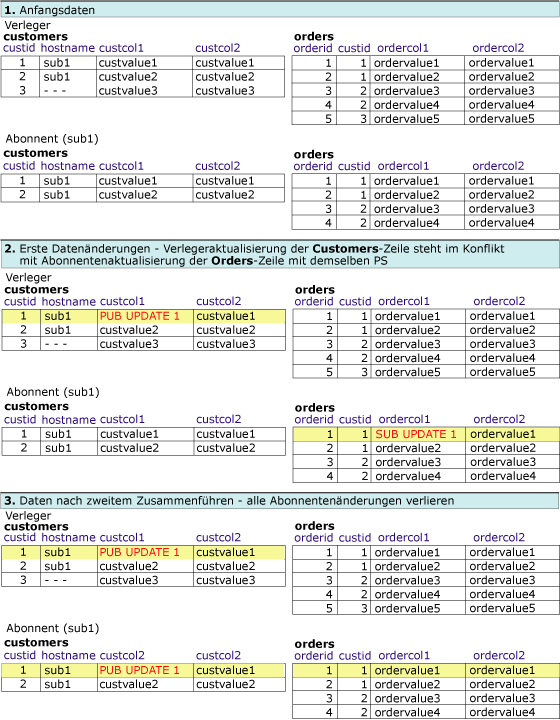 1. Anfangsdaten
Verleger
customers orders
custid hostname custcol1 custcol2 orderid custid ordercol1 ordercol2
1 sub1 custvalue1 custvalue1 1 1 ordervalue1 ordervalue1
2 sub1 custvalue2 custvalue2 2 1 ordervalue2 ordervalue2
3 - - - custvalue3 custvalue3 3 2 ordervalue3 ordervalue3
4 2 ordervalue4 ordervalue4
5 3 ordervalue5 ordervalue5
Abonnent (sub1)
customers orders
custid hostname custcol1 custcol2 orderid custid ordercol1 ordercol2
1 sub1 custvalue1 custvalue1 1 1 ordervalue1 ordervalue1
2 sub1 custvalue2 custvalue2 2 1 ordervalue2 ordervalue2
3 2 ordervalue3 ordervalue3
4 2 ordervalue4 ordervalue4
2. Erste Datenänderungen - Verlegeraktualisierung der Customers-Zeile steht im Konflikt
mit Abonnentenaktualisierung der Orders-Zeile mit demselben PS
Verleger
customers orders
custid hostname custcol1 custcol2 orderid custid ordercol1 ordercol2
1 sub1 PUB UPDATE 1 custvalue1 1 1 ordervalue1 ordervalue1
2 sub1 custvalue2 custvalue2 2 1 ordervalue2 ordervalue2
3 - - - custvalue3 custvalue3 3 2 ordervalue3 ordervalue3
4 2 ordervalue4 ordervalue4
5 3 ordervalue5 ordervalue5
Abonnent (sub1)
customers orders
custid hostname custcol1 custcol2 orderid custid ordercol1 ordercol2
1 sub1 custvalue1 custvalue1 1 1 SUB UPDATE 1 ordervalue1
2 sub1 custvalue2 custvalue2 2 1 ordervalue2 ordervalue2
3 2 ordervalue3 ordervalue3
4 2 ordervalue4 ordervalue4
3. Daten nach zweitem Zusammenführen - alle Abonnentenänderungen verlieren
Verleger
customers orders
custid hostname custcol1 custcol2 orderid custid ordercol1 ordercol2
1 sub1 PUB UPDATE 1 custvalue1 1 1 ordervalue1 ordervalue1
2 sub1 custvalue2 custvalue2 2 1 ordervalue2 ordervalue2
3 - - - custvalue3 custvalue3 3 2 ordervalue3 ordervalue3
4 2 ordervalue4 ordervalue4
5 3 ordervalue5 ordervalue5
Abonnent (sub1)
customers orders
custid hostname custcol2 custcol2 orderid custid ordercol1 ordercol2
1 sub1 PUB UPDATE 1 custvalue1 1 1 ordervalue1 ordervalue1
2 sub1 custvalue2 custvalue2 2 1 ordervalue2 ordervalue2
3 2 ordervalue3 ordervalue3
4 2 ordervalue4 ordervalue4